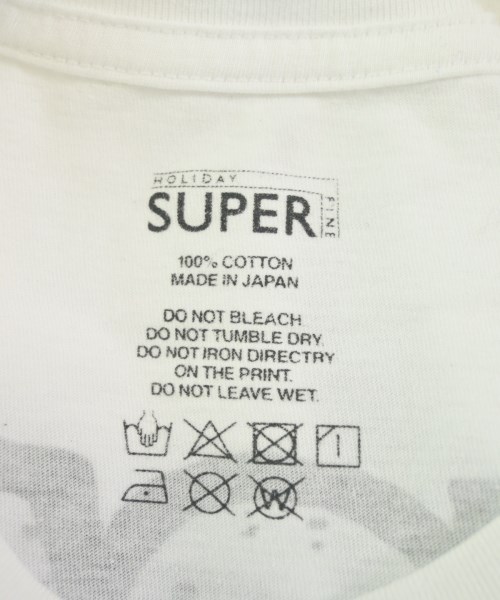 HOLIDAY
SUPER
FINE
100% COTTON
MADE IN JAPAN
DO NOT BLEACH.
DO NOT TUMBLE DRY.
DO NOT IRON DIRECTRY
ON THE PRINT.
DO NOT LEAVE WET.
W